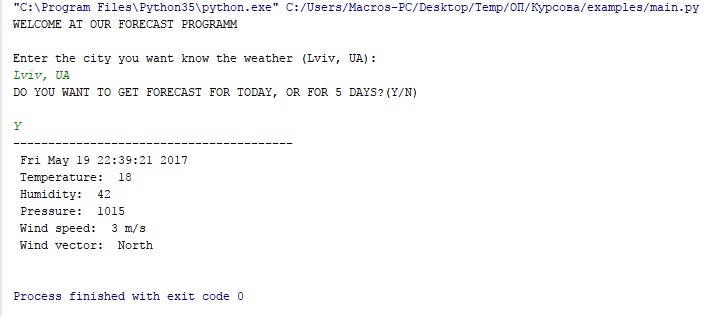 "C:\Program Files\Python35\python.exe" C:/Users/Macros-PC/Desktop/Temp/ОП/Курсова/examples/main.py
WELCOME AT OUR FORECAST PROGRAMM
Enter the city you want know the weather (Lviv, UA):
Lviv, UA
DO YOU WANT TO GET FORECAST FOR TODAY, OR FOR 5 DAYS?(Y/N)
Y
----------------------------------------
Fri May 19 22:39:21 2017
Temperature:  18
Humidity:  42
Pressure:  1015
Wind speed:  3 m/s
Wind vector:  North
Process finished with exit code 0